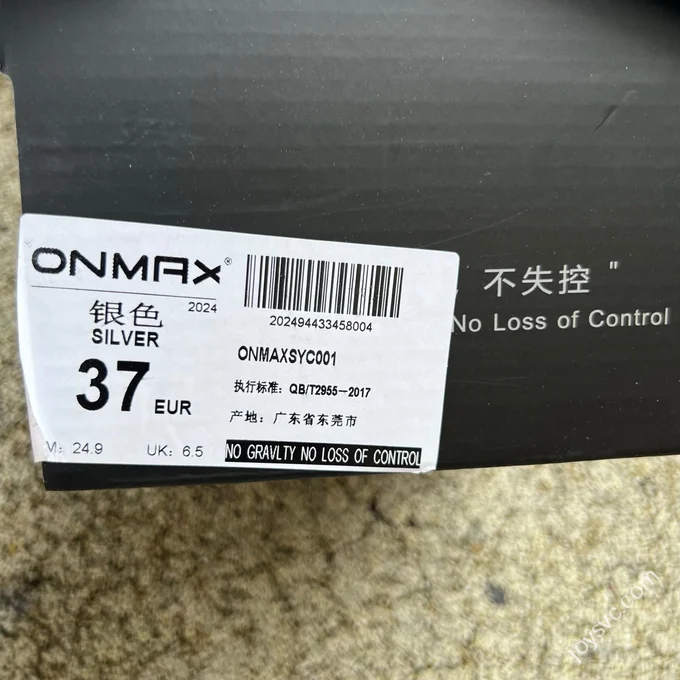 ONMAX®
银色
2024
SILVER
37 EUR
M: 24.9
UK: 6.5
202494433458004
ONMAXSYC001
执行标准: QB/T2955-2017
产地: 广东省东莞市
NO GRAVLTY NO LOSS OF CONTROL
不失控 "
No Loss of Control
joysvc.com